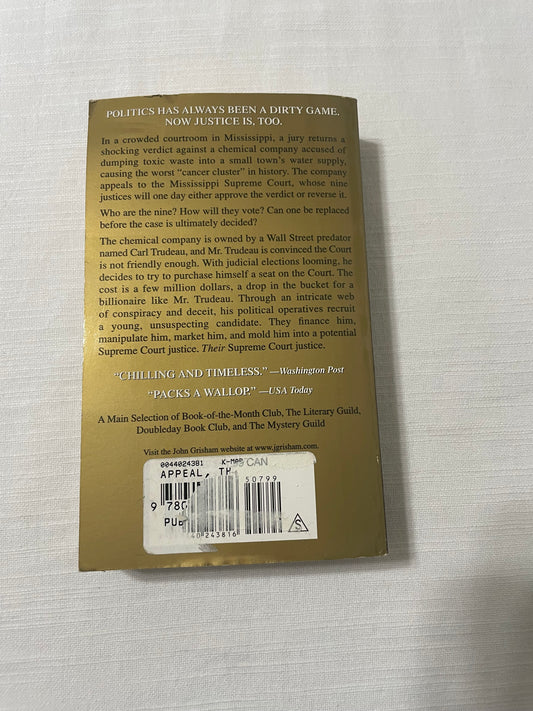 POLITICS HAS ALWAYS BEEN A DIRTY GAME.
NOW JUSTICE IS, TOO.
In a crowded courtroom in Mississippi, a jury returns a
shocking verdict against a chemical company accused of
dumping toxic waste into a small town's water supply,
causing the worst “cancer cluster” in history. The company
appeals to the Mississippi Supreme Court, whose nine
justices will one day either approve the verdict or reverse it.
Who are the nine? How will they vote? Can one be replaced
before the case is ultimately decided?
The chemical company is owned by a Wall Street predator
named Carl Trudeau, and Mr. Trudeau is convinced the Court
is not friendly enough. With judicial elections looming, he
decides to try to purchase himself a seat on the Court. The
cost is a few million dollars, a drop in the bucket for a
billionaire like Mr. Trudeau. Through an intricate web
of conspiracy and deceit, his political operatives recruit
a young, unsuspecting candidate. They finance him,
manipulate him, market him, and mold him into a potential
Supreme Court justice. Their Supreme Court justice.
“CHILLING AND TIMELESS.” —Washington Post
“PACKS A WALLOP.” —USA Today
A Main Selection of Book-of-the-Month Club, The Literary Guild,
Doubleday Book Club, and The Mystery Guild
Visit the John Grisham website at www.jgrisham.com.
0044024381 CAN
APPEAL,
50799
9 780
PUB
40243816
S